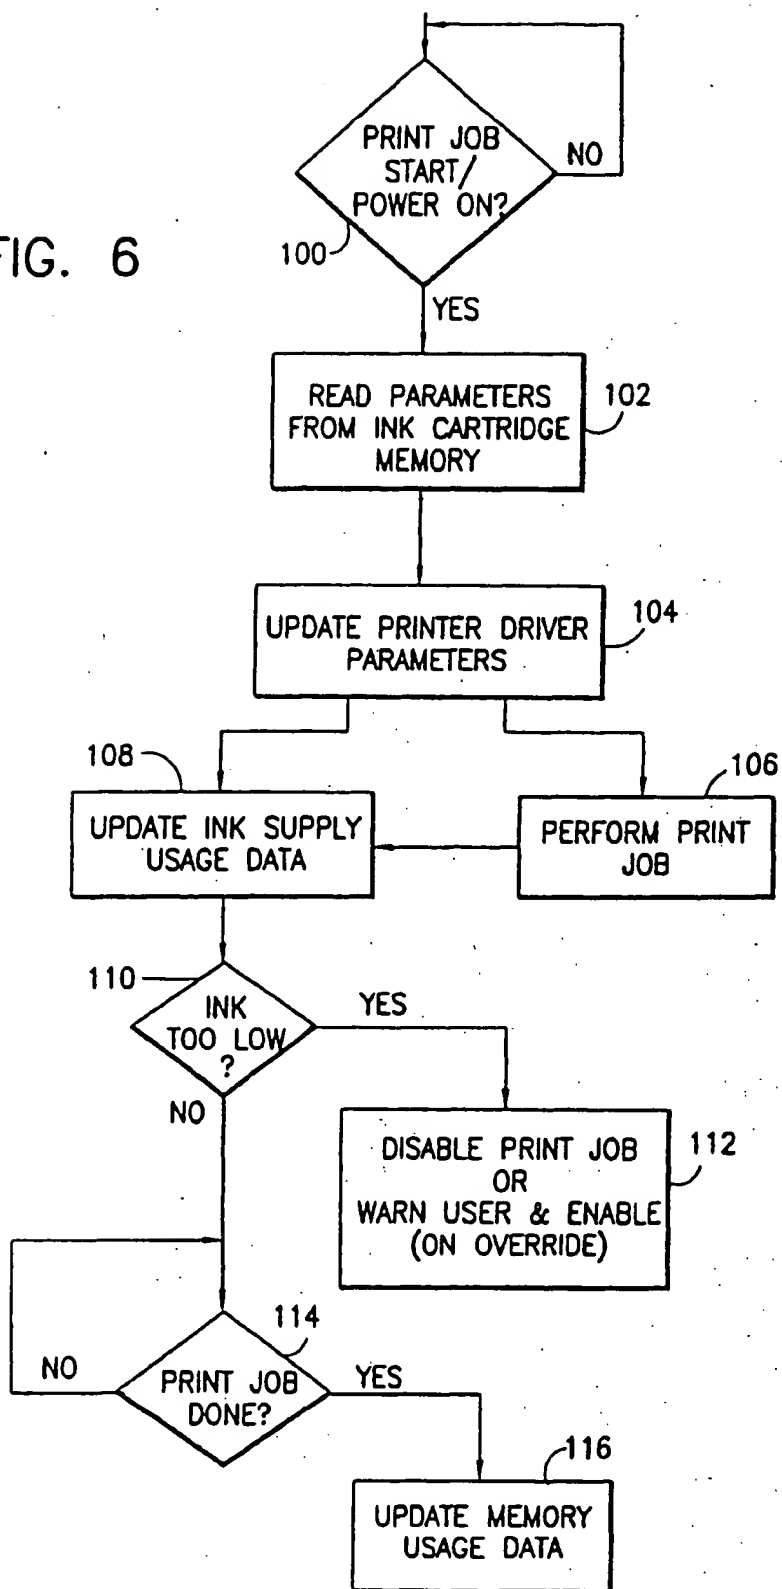 PRINT JOB
START/
POWER ON?
NO
100
FIG. 6
YES
READ PARAMETERS
FROM INK CARTRIDGE
MEMORY
102
UPDATE PRINTER DRIVER
PARAMETERS
104
108
106
UPDATE INK SUPPLY
USAGE DATA
PERFORM PRINT
JOB
110
INK
TOO LOW
?
YES
NO
DISABLE PRINT JOB
OR
WARN USER & ENABLE
(ON OVERRIDE)
112
114
NO
PRINT JOB
DONE?
YES
116
UPDATE MEMORY
USAGE DATA